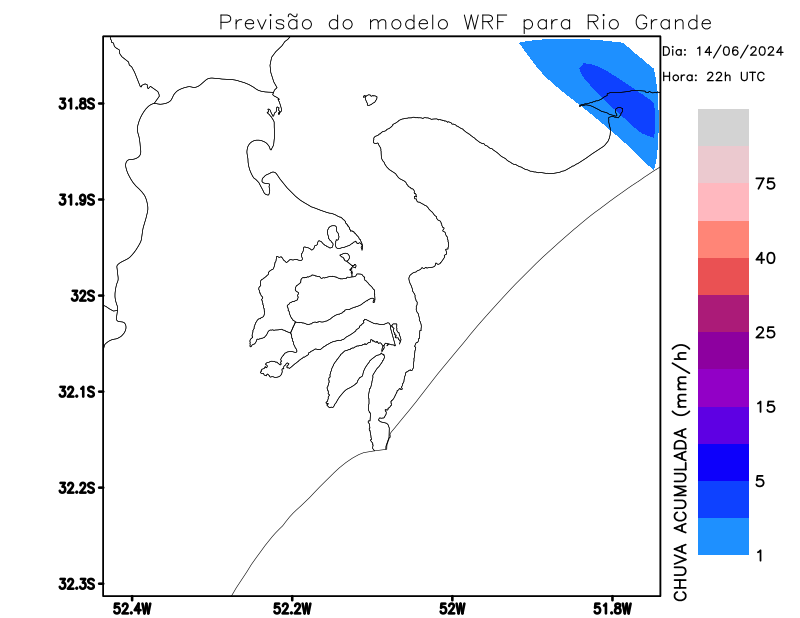 Previsão do modelo WRF para Rio Grande
Dia: 14/06/2024
Hora: 22h UTC
31.8S
31.9S
32S
32.1S
32.2S
32.3S
52.4W
52.2W
52W
51.8W
75
40
25
15
5
1
CHUVA ACUMULADA (mm/h)